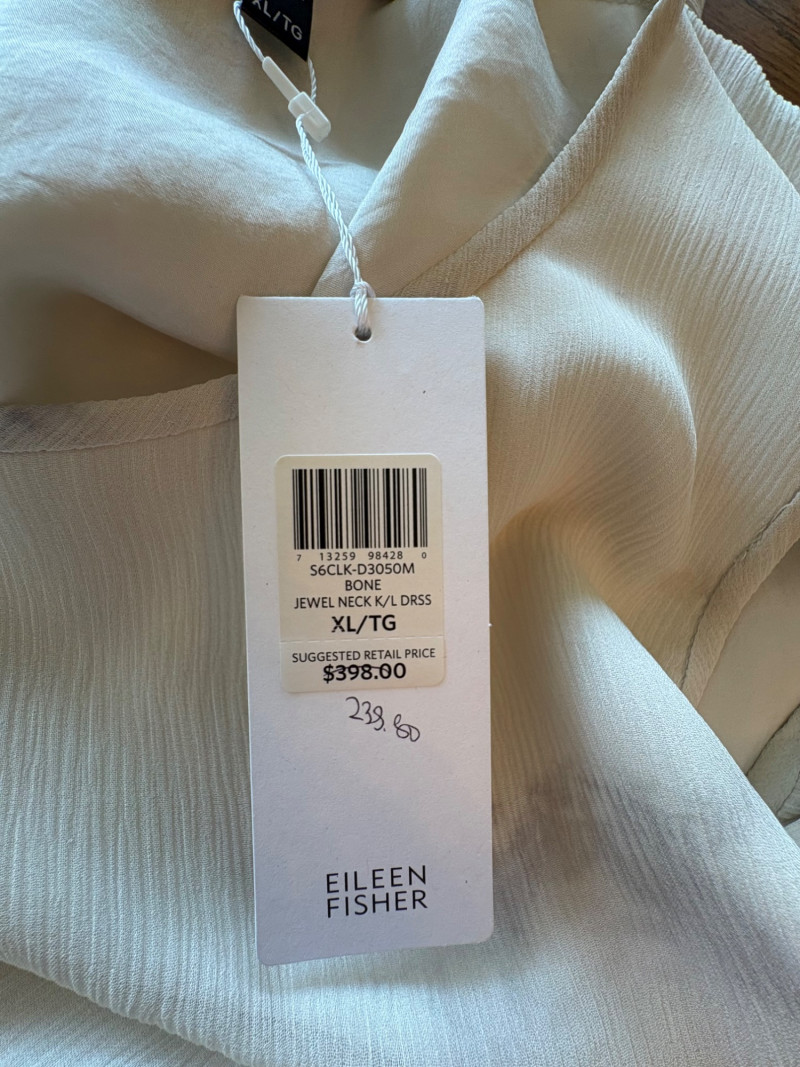 XL/TG
7 13259 98428 0
S6CLK-D3050M
BONE
JEWEL NECK K/L DRSS
XL/TG
SUGGESTED RETAIL PRICE
$398.00
238.80
EILEEN
FISHER